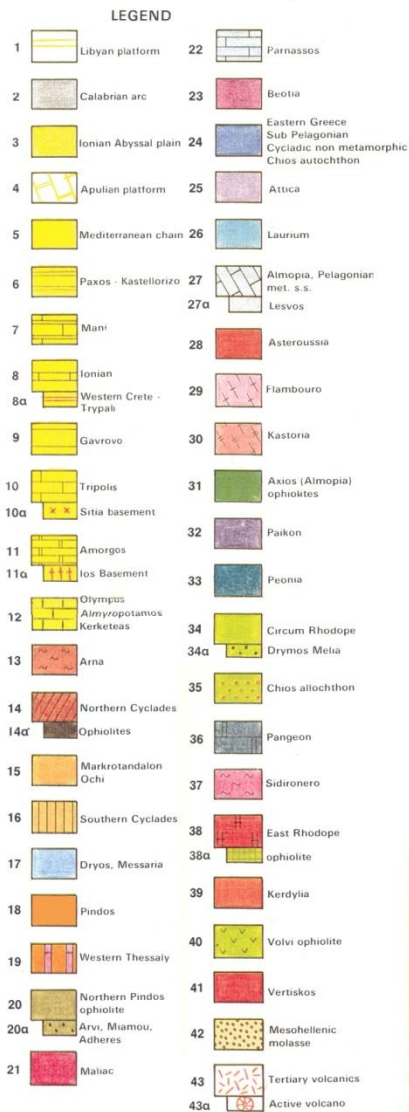 LEGEND
1 Libyan platform
2 Calabrian arc
3 Ionian Abyssal plain
4 Apulian platform
5 Mediterranean chain
6 Paxos - Kastellorizo
7 Mani
8 Ionian
8a Western Crete -
Trypali
9 Gavrovo
10 Tripolis
10a Sitia basement
11 Amorgos
11a Ios Basement
12 Olympus
Almyropotamos
Kerketeas
13 Arna
14 Northern Cyclades
14a Ophiolites
15 Markrotandalon
Ochi
16 Southern Cyclades
17 Dryos, Messaria
18 Pindos
19 Western Thessaly
20 Northern Pindos
ophiolite
20a Arvi, Miamou,
Adheres
21 Maliac
22 Parnassos
23 Beotia
24 Eastern Greece
Sub Pelagonian
Cycladic non metamorphic
Chios autochthon
25 Attica
26 Laurium
27 Almopia, Pelagonian
met. s.s.
27a Lesvos
28 Asteroussia
29 Flambouro
30 Kastoria
31 Axios (Almopia)
ophiolites
32 Paikon
33 Peonia
34 Circum Rhodope
34a Drymos Melia
35 Chios allochthon
36 Pangeon
37 Sidironero
38 East Rhodope
38a ophiolite
39 Kerdylia
40 Volvi ophiolite
41 Vertiskos
42 Mesohellenic
molasse
43 Tertiary volcanics
43a Active volcano